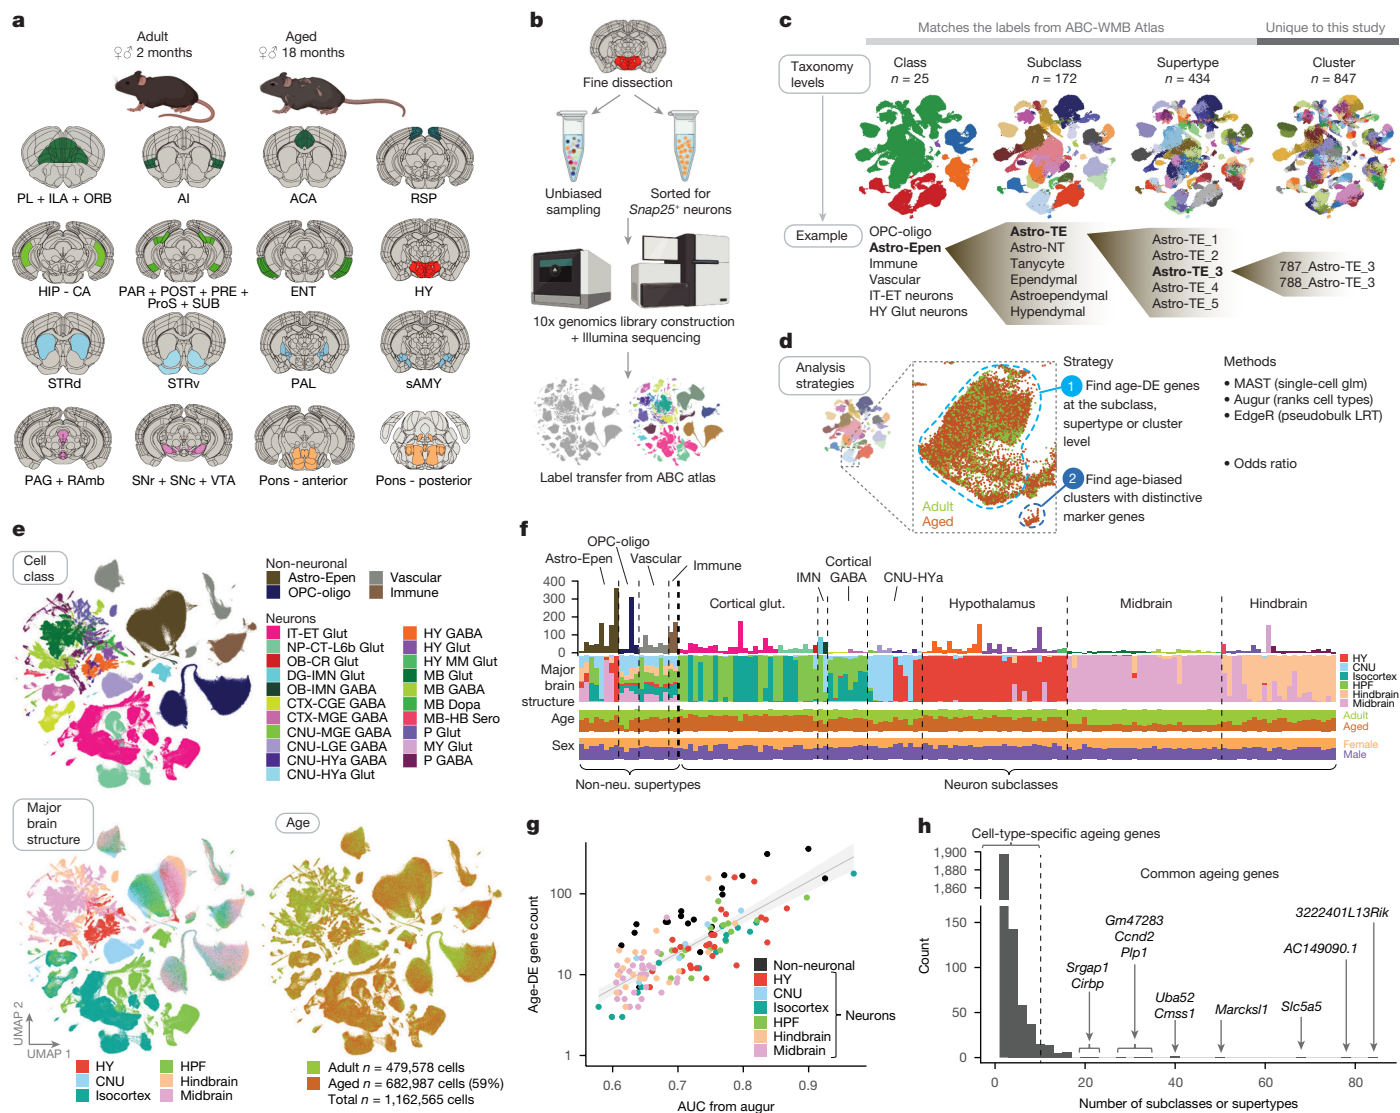 a
Adult
♀♂ 2 months
Aged
♀♂ 18 months
PL + ILA + ORB
AI
ACA
RSP
HIP - CA
PAR + POST + PRE +
ProS + SUB
ENT
HY
STRd
STRv
PAL
sAMY
PAG + RAmb
SNr + SNc + VTA
Pons - anterior
Pons - posterior
b
Fine dissection
Unbiased
sampling
Sorted for
Snap25⁺ neurons
10x genomics library construction
+ Illumina sequencing
Label transfer from ABC atlas
c
Matches the labels from ABC-WMB Atlas
Unique to this study
Taxonomy
levels
Class
n = 25
Subclass
n = 172
Supertype
n = 434
Cluster
n = 847
Example
OPC-oligo
Astro-Epen
Immune
Vascular
IT-ET neurons
HY Glut neurons
Astro-TE
Astro-NT
Tanycyte
Ependymal
Astroependymal
Hypendymal
Astro-TE_1
Astro-TE_2
Astro-TE_3
Astro-TE_4
Astro-TE_5
787_Astro-TE_3
788_Astro-TE_3
d
Analysis
strategies
Adult
Aged
Strategy
1 Find age-DE genes
at the subclass,
supertype or cluster
level
2 Find age-biased
clusters with distinctive
marker genes
Methods
• MAST (single-cell glm)
• Augur (ranks cell types)
• EdgeR (pseudobulk LRT)
• Odds ratio
e
Cell
class
Non-neuronal
Astro-Epen
OPC-oligo
Vascular
Immune
Neurons
IT-ET Glut
NP-CT-L6b Glut
OB-CR Glut
DG-IMN Glut
OB-IMN GABA
CTX-CGE GABA
CTX-MGE GABA
CNU-MGE GABA
CNU-LGE GABA
CNU-HYa GABA
CNU-HYa Glut
HY GABA
HY Glut
HY MM Glut
MB Glut
MB GABA
MB Dopa
MB-HB Sero
P Glut
MY Glut
P GABA
Major
brain
structure
Age
UMAP 2
UMAP 1
HY
CNU
Isocortex
HPF
Hindbrain
Midbrain
Adult n = 479,578 cells
Aged n = 682,987 cells (59%)
Total n = 1,162,565 cells
f
Astro-Epen
OPC-oligo
Vascular
Immune
Cortical glut.
IMN
Cortical
GABA
CNU-HYa
Hypothalamus
Midbrain
Hindbrain
400
300
200
100
0
Major
brain
structure
Age
Sex
HY
CNU
Isocortex
HPF
Hindbrain
Midbrain
Adult
Aged
Female
Male
Non-neu. supertypes
Neuron subclasses
g
Age-DE gene count
100
10
1
0.6
0.7
0.8
0.9
AUC from augur
Non-neuronal
HY
CNU
Isocortex
HPF
Hindbrain
Midbrain
Neurons
h
Cell-type-specific ageing genes
Common ageing genes
Count
1,900
1,880
1,860
150
100
50
0
Srgap1
Cirbp
Gm47283
Ccnd2
Plp1
Uba52
Cmss1
Marcksl1
Slc5a5
AC149090.1
3222401L13Rik
0
20
40
60
80
Number of subclasses or supertypes